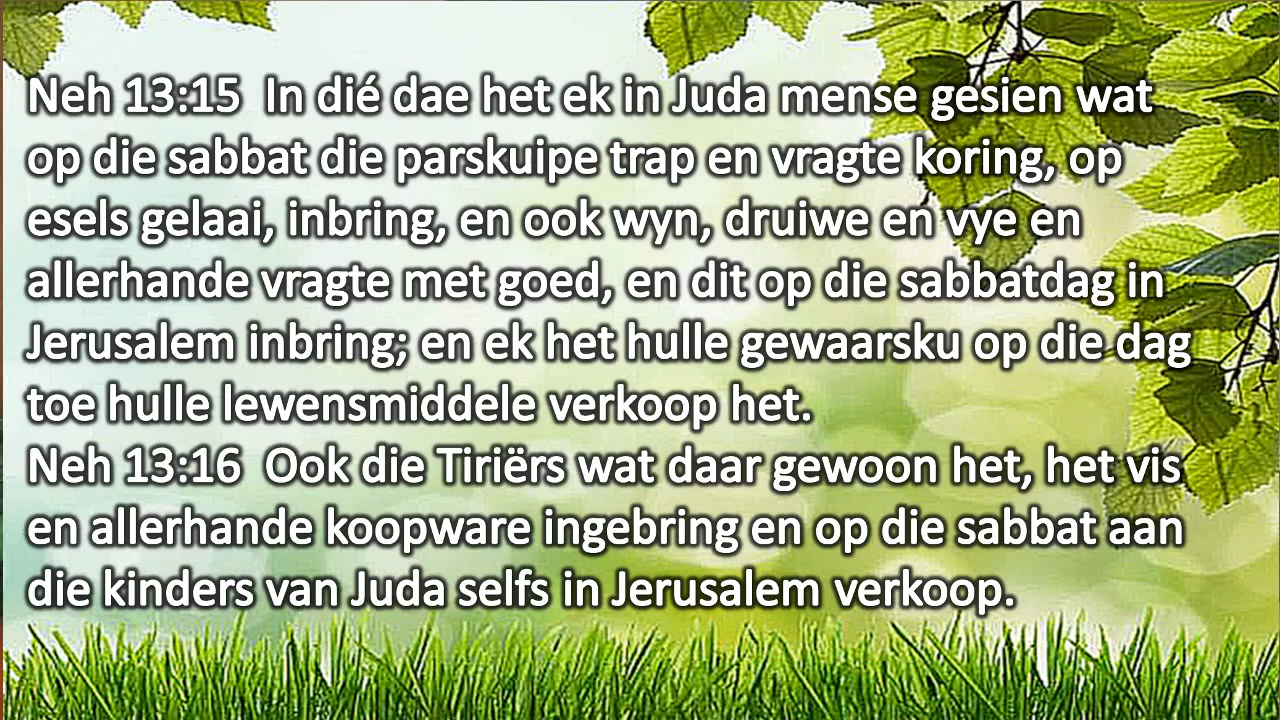 Neh 13:15  In dié dae het ek in Juda mense gesien wat
op die sabbat die parskuipe trap en vragte koring, op
esels gelaai, inbring, en ook wyn, druiwe en vye en
allerhande vragte met goed, en dit op die sabbatdag in
Jerusalem inbring; en ek het hulle gewaarsku op die dag
toe hulle lewensmiddele verkoop het.
Neh 13:16  Ook die Tiriërs wat daar gewoon het, het vis
en allerhande koopware ingebring en op die sabbat aan
die kinders van Juda selfs in Jerusalem verkoop.